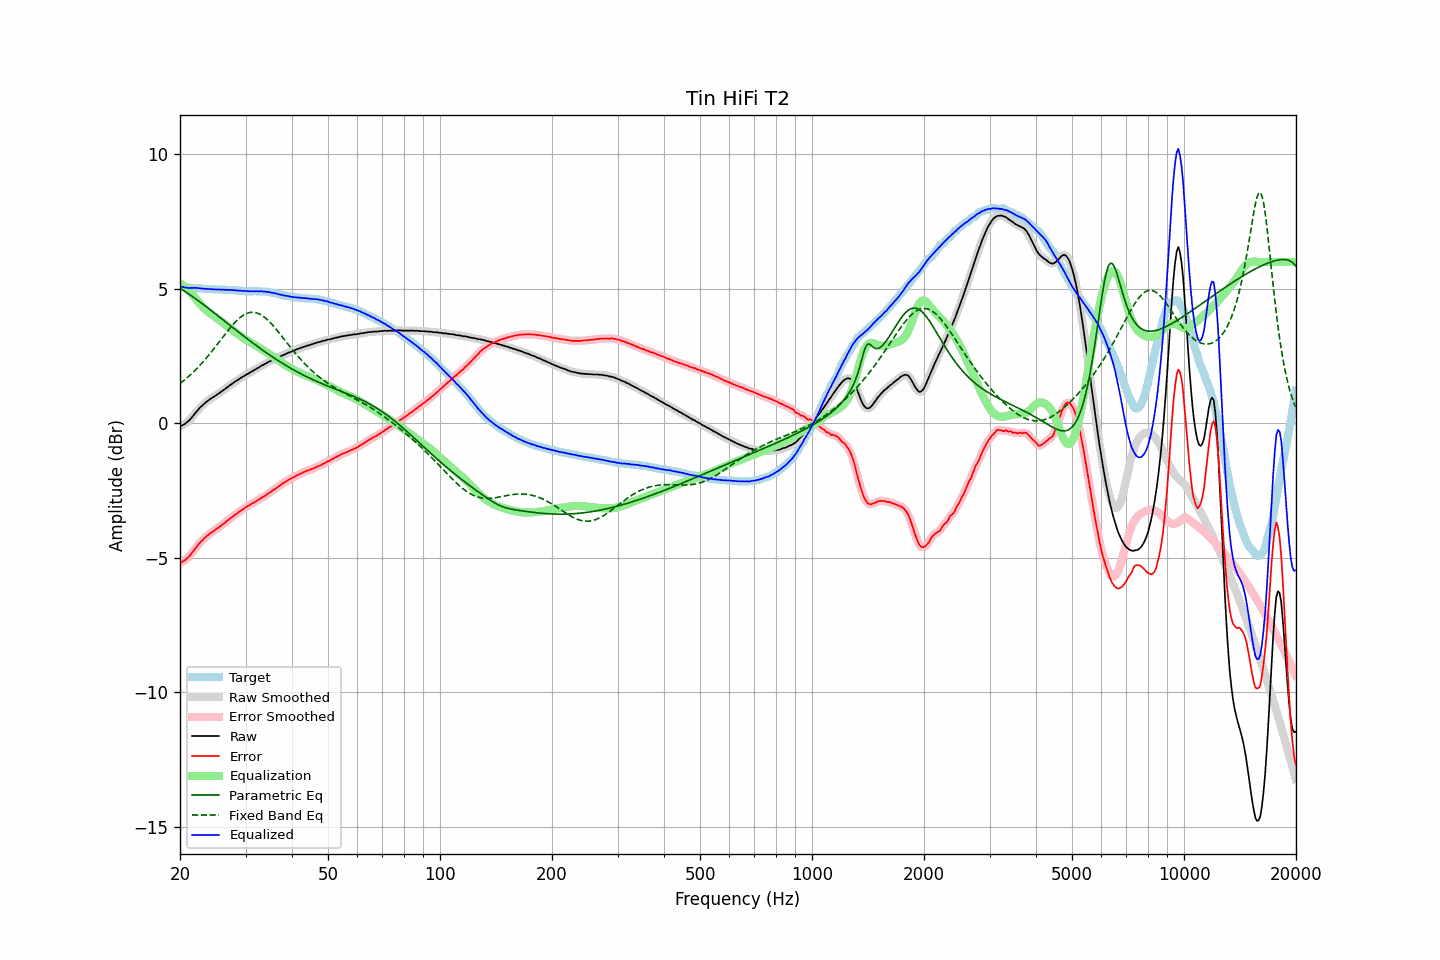 Tin HiFi T2
Amplitude (dBr)
10
5
0
−5
−10
−15
Target
Raw Smoothed
Error Smoothed
Raw
Error
Equalization
Parametric Eq
Fixed Band Eq
Equalized
20 50 100 200 500 1000 2000 5000 10000 20000
Frequency (Hz)